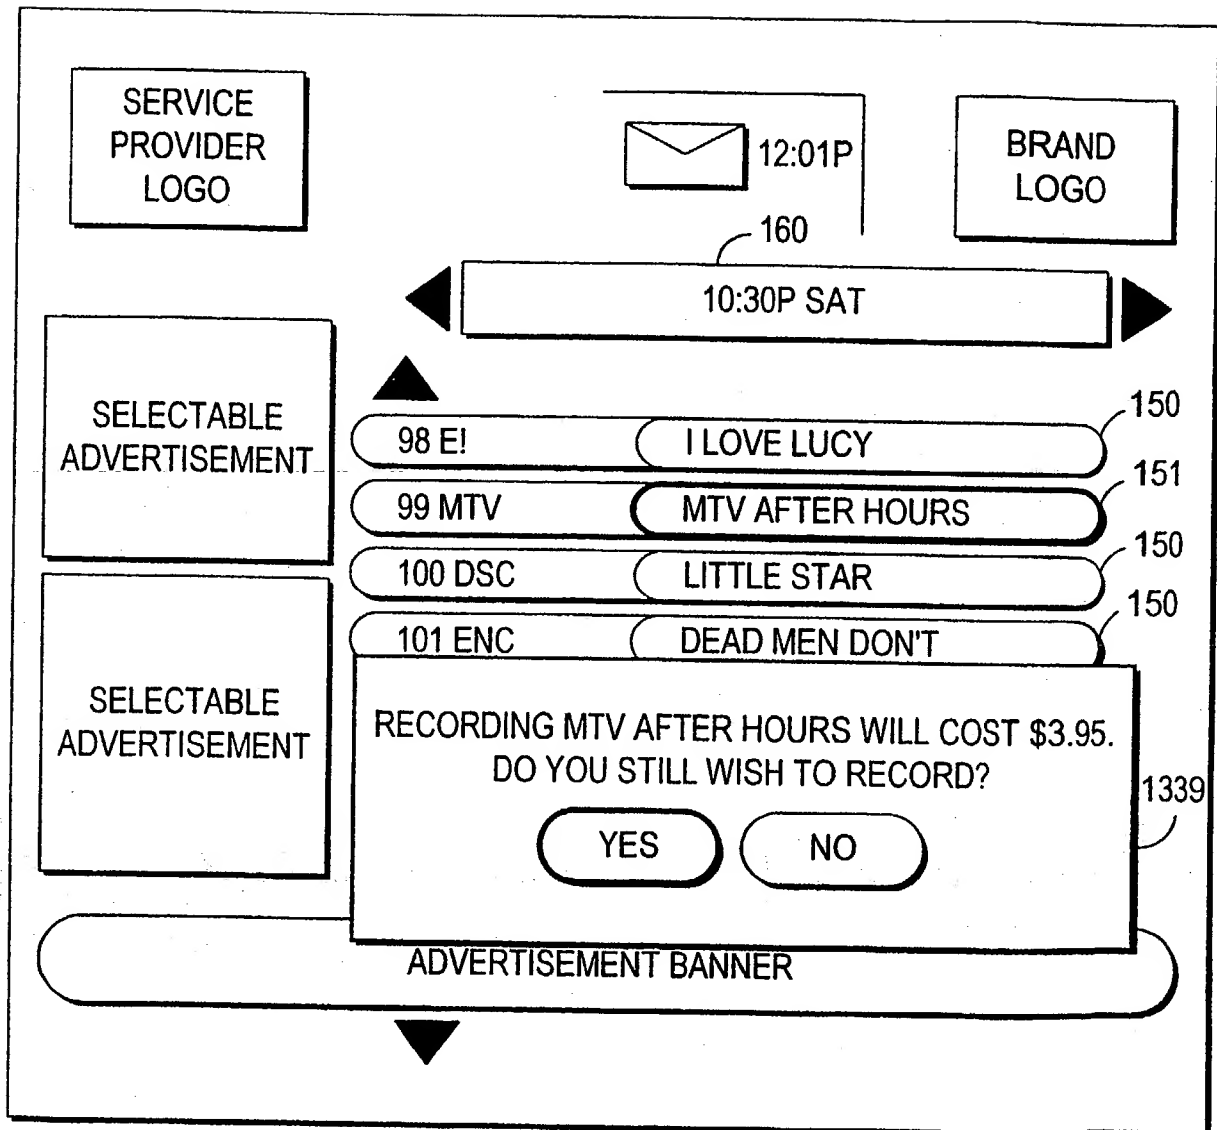 SERVICE
PROVIDER
LOGO
12:01P
BRAND
LOGO
160
10:30P SAT
SELECTABLE
ADVERTISEMENT
150
98 E! I LOVE LUCY
151
99 MTV MTV AFTER HOURS
150
100 DSC LITTLE STAR
150
101 ENC DEAD MEN DON'T
SELECTABLE
ADVERTISEMENT
RECORDING MTV AFTER HOURS WILL COST $3.95.
DO YOU STILL WISH TO RECORD?
1339
YES NO
ADVERTISEMENT BANNER